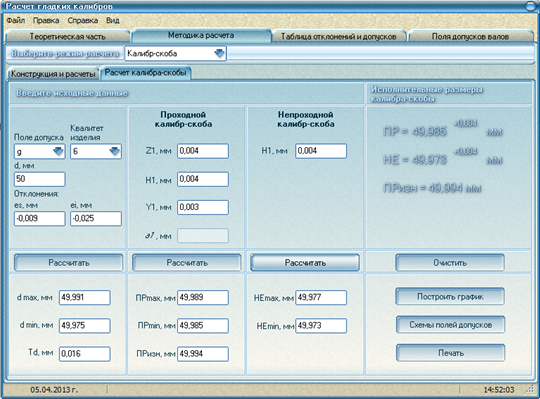 Расчет гладких калибров
Файл Правка Справка Вид
Теоретическая часть Методика расчета Таблица отклонений и допусков Поля допусков валов
Выберите режим расчета Калибр-скоба
Конструкция и расчеты Расчет калибра-скобы
Введите исходные данные
Поле допуска
g
Квалитет
изделия
6
d, мм
50
Отклонения:
es, мм ei, мм
-0,009 -0,025
Проходной
калибр-скоба
Z1, мм 0,004
H1, мм 0,004
Y1, мм 0,003
a1, мм
Непроходной
калибр-скоба
H1, мм 0,004
Исполнительные размеры
калибра-скобы
ПР = 49,985 +0,004 мм
НЕ = 49,973 +0,004 мм
ПРизн = 49,994 мм
Рассчитать Рассчитать Рассчитать Очистить
d max, мм 49,991
d min, мм 49,975
Td, мм 0,016
ПРmax, мм 49,989
ПРmin, мм 49,985
ПРизн, мм 49,994
НЕmax, мм 49,977
НЕmin, мм 49,973
Построить график
Схемы полей допусков
Печать
05.04.2013 г. 14:52:03